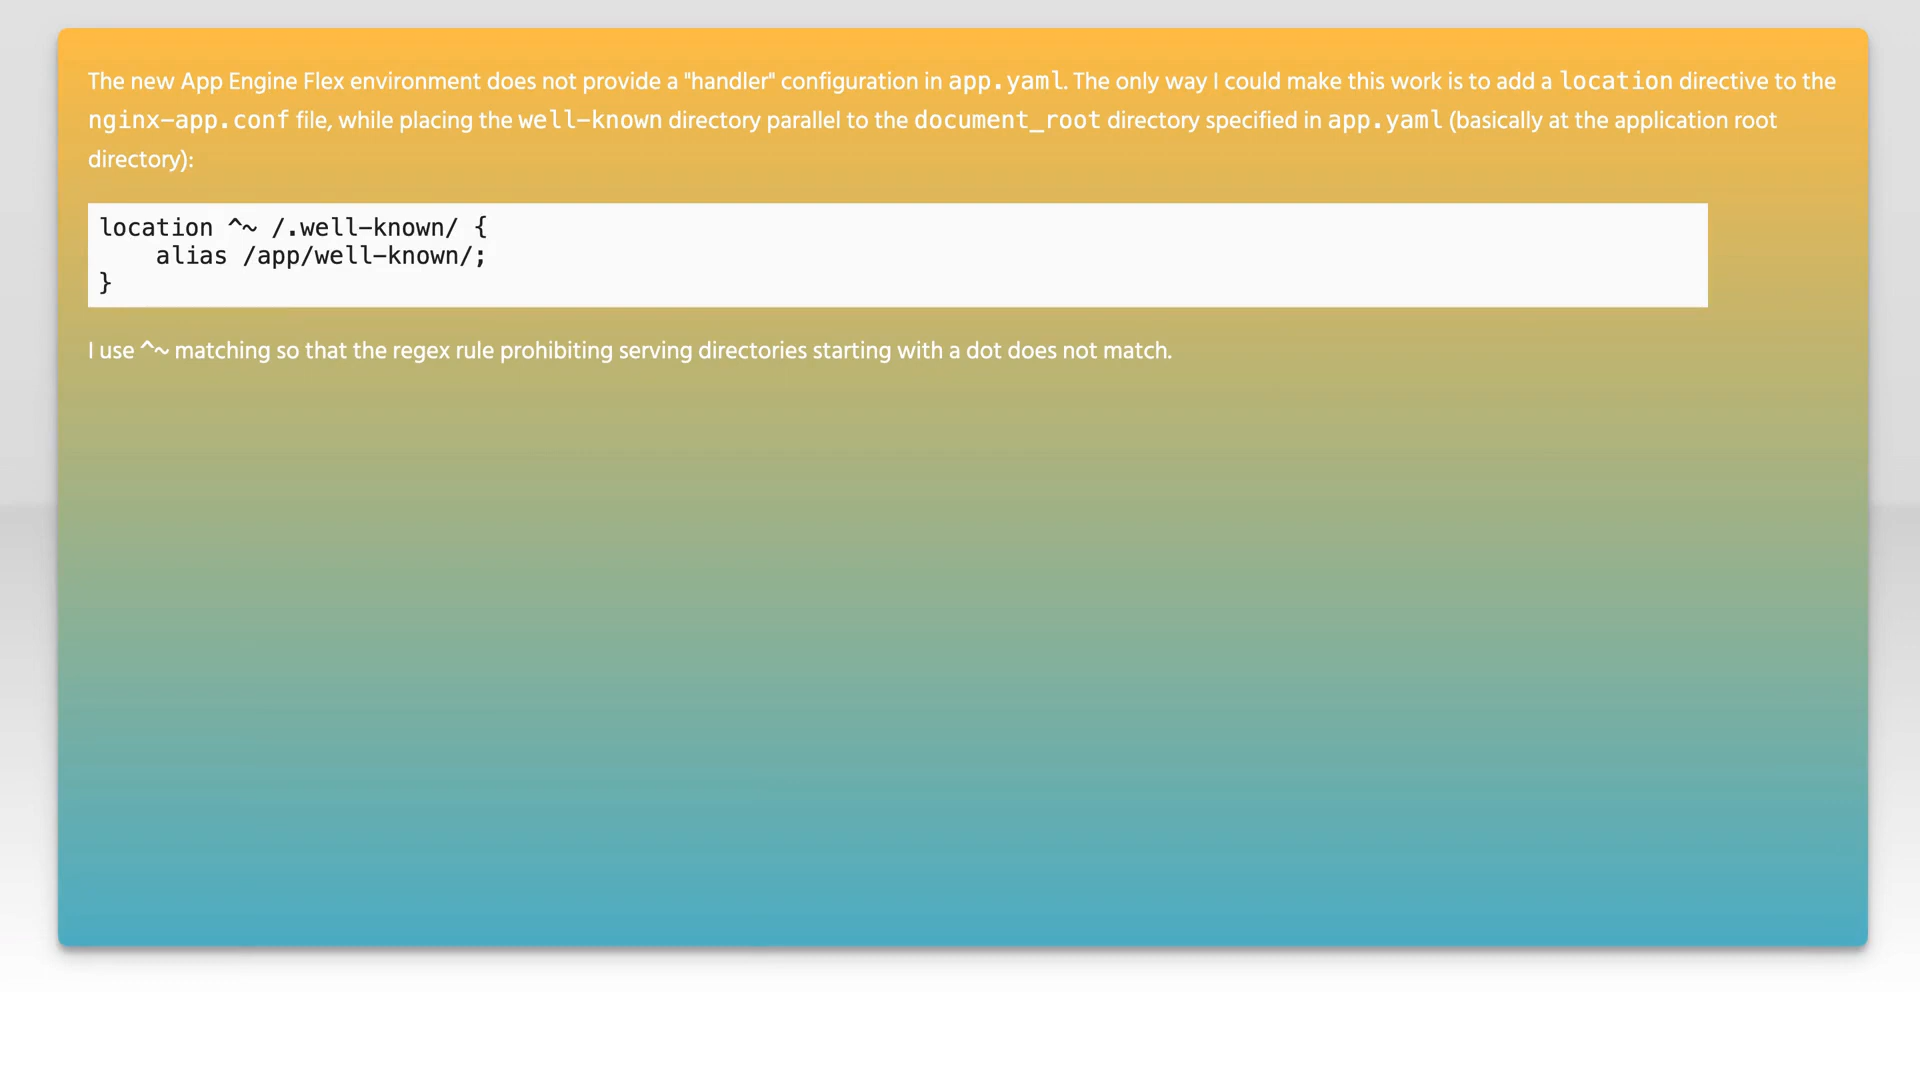 The new App Engine Flex environment does not provide a "handler" configuration in app.yaml. The only way I could make this work is to add a location directive to the
nginx-app.conf file, while placing the well-known directory parallel to the document_root directory specified in app.yaml (basically at the application root
directory):
location ^~ /.well-known/ {
    alias /app/well-known/;
}
I use ^~ matching so that the regex rule prohibiting serving directories starting with a dot does not match.